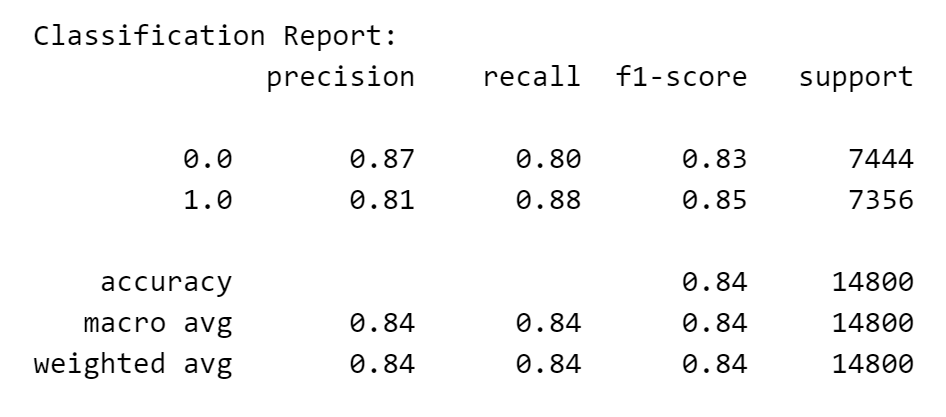 Classification Report:
precision recall f1-score support
0.0 0.87 0.80 0.83 7444
1.0 0.81 0.88 0.85 7356
accuracy 0.84 14800
macro avg 0.84 0.84 0.84 14800
weighted avg 0.84 0.84 0.84 14800